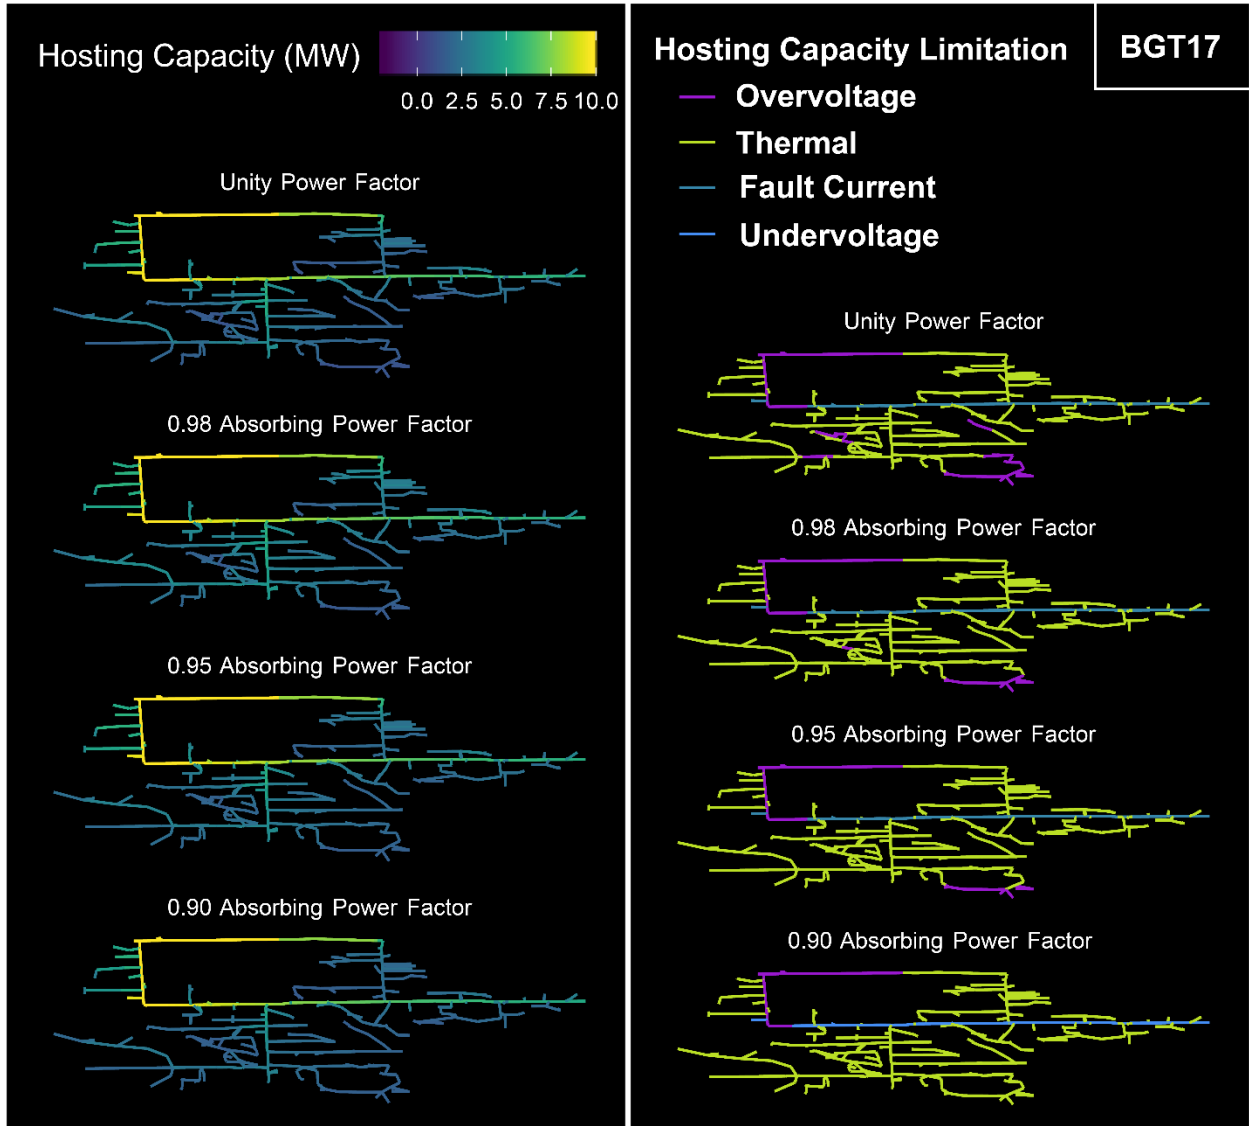 Hosting Capacity (MW)
0.0 2.5 5.0 7.5 10.0
Unity Power Factor
0.98 Absorbing Power Factor
0.95 Absorbing Power Factor
0.90 Absorbing Power Factor
Hosting Capacity Limitation
BGT17
Overvoltage
Thermal
Fault Current
Undervoltage
Unity Power Factor
0.98 Absorbing Power Factor
0.95 Absorbing Power Factor
0.90 Absorbing Power Factor